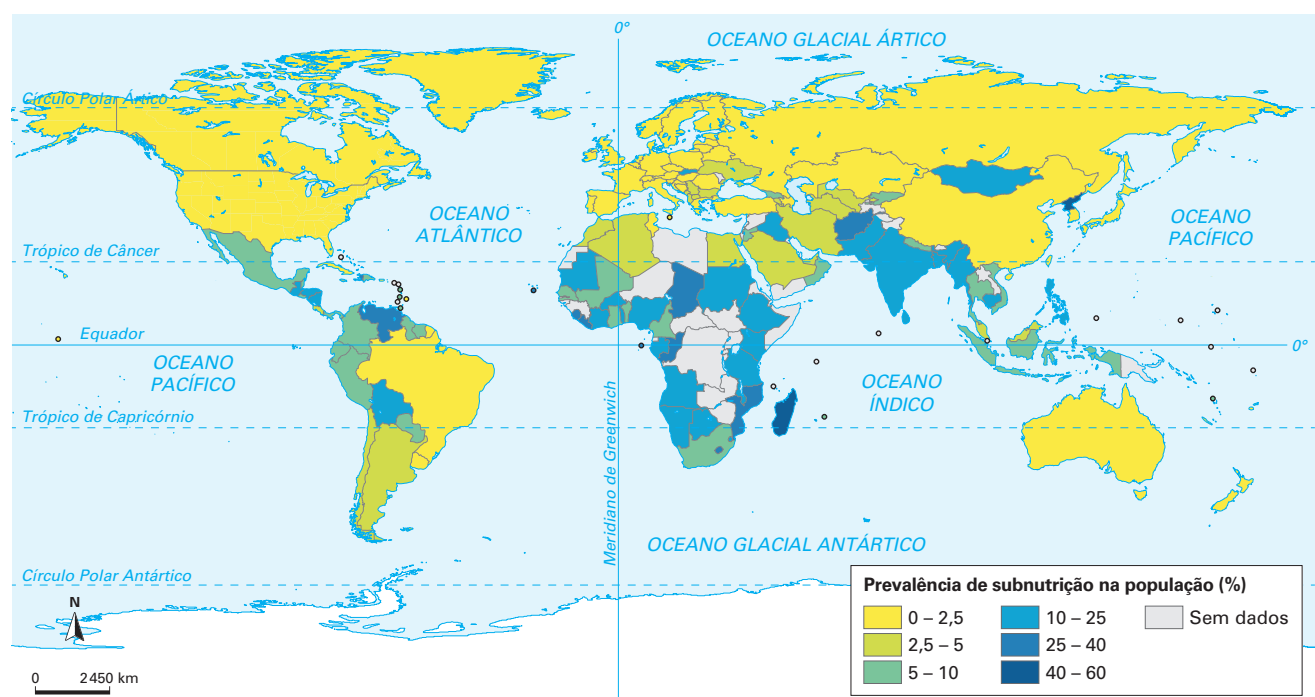 0°
OCEANO GLACIAL ÁRTICO
Círculo Polar Ártico
OCEANO
ATLÂNTICO
OCEANO
PACÍFICO
Trópico de Câncer
Equador
0°
OCEANO
PACÍFICO
OCEANO
ÍNDICO
Trópico de Capricórnio
Meridiano de Greenwich
OCEANO GLACIAL ANTÁRTICO
Círculo Polar Antártico
N
0 2 450 km
Prevalência de subnutrição na população (%)
0 – 2,5
2,5 – 5
5 – 10
10 – 25
25 – 40
40 – 60
Sem dados